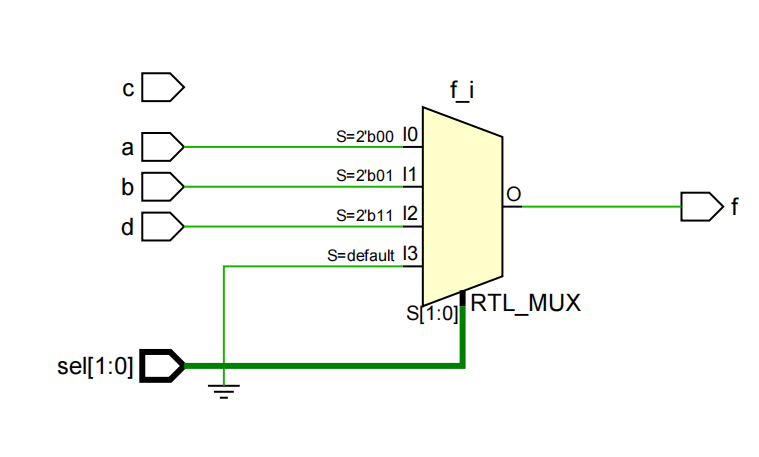 c
f_i
a
S=2'b00 I0
b
S=2'b01 I1
O
f
d
S=2'b11 I2
S=default I3
S[1:0]
RTL_MUX
sel[1:0]